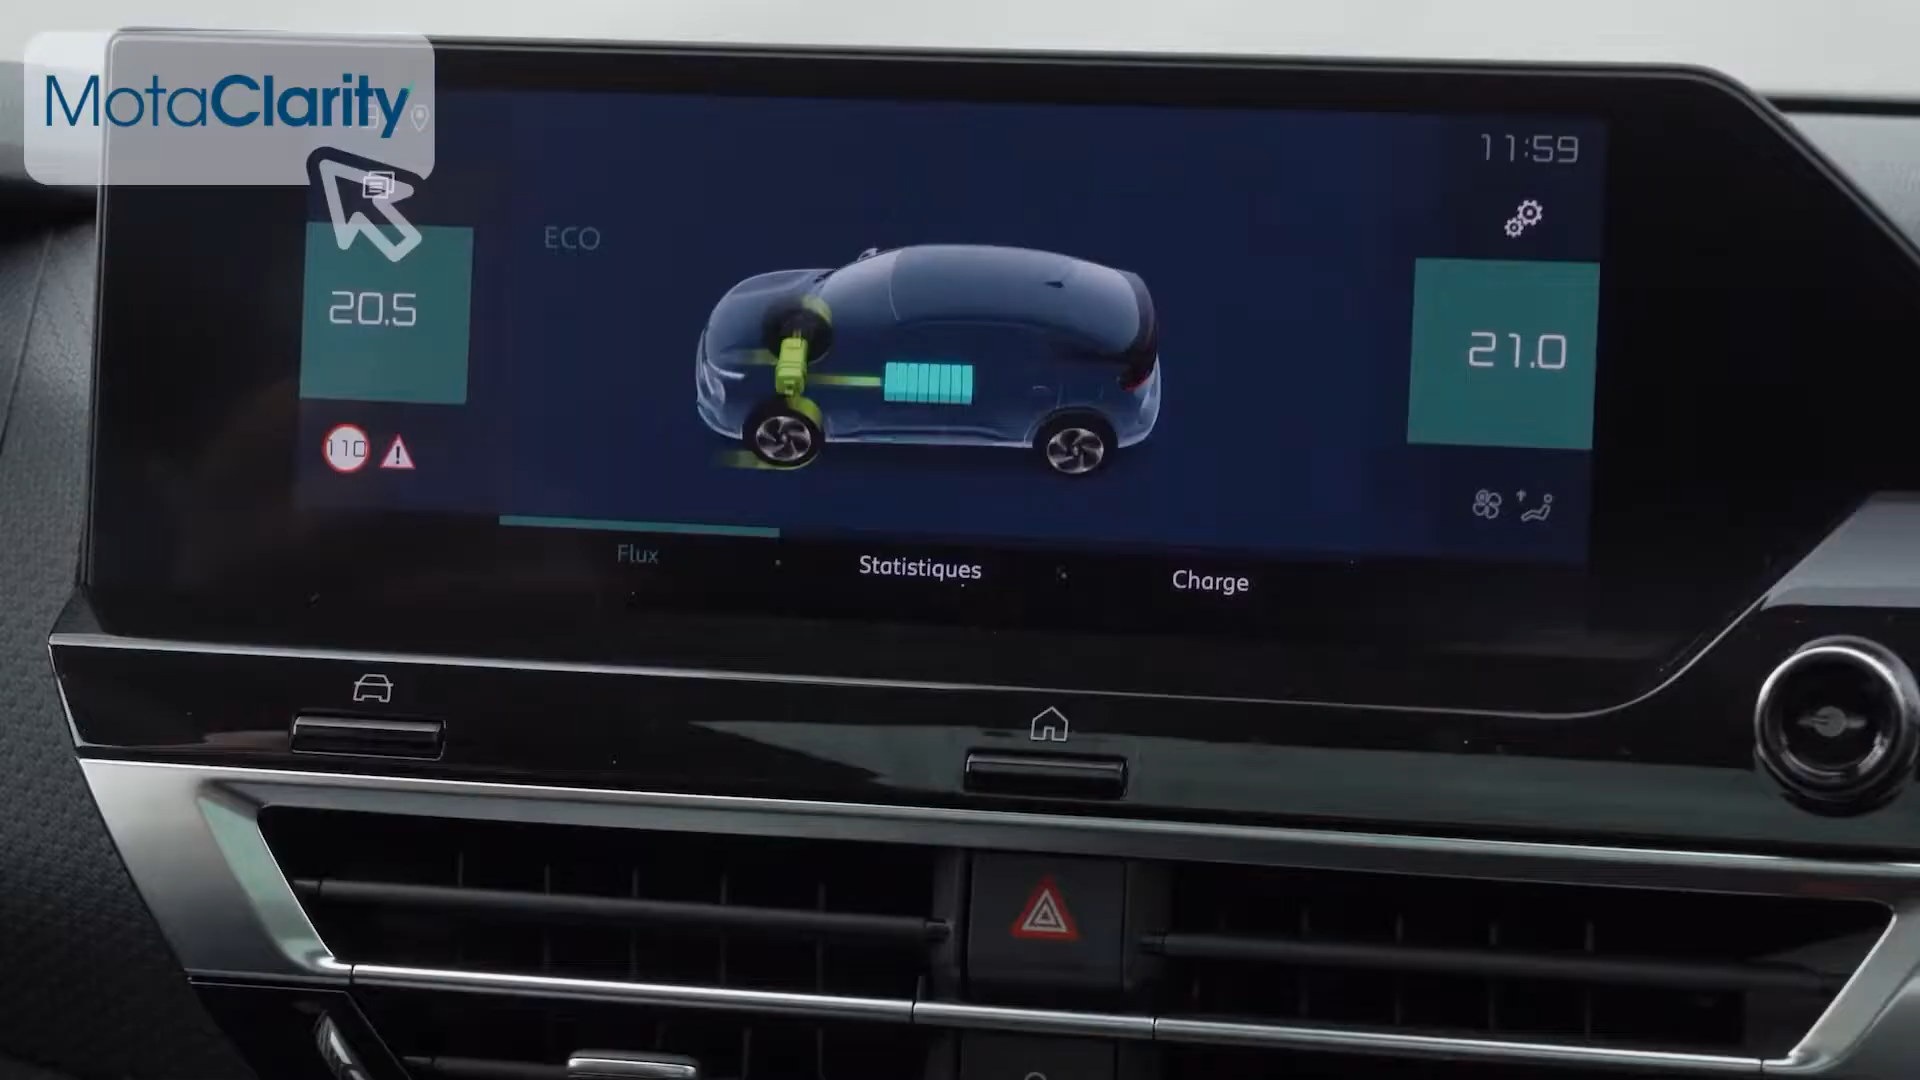 MotaClarity
11:59
ECO
20.5
21.0
110
Flux
Statistiques
Charge